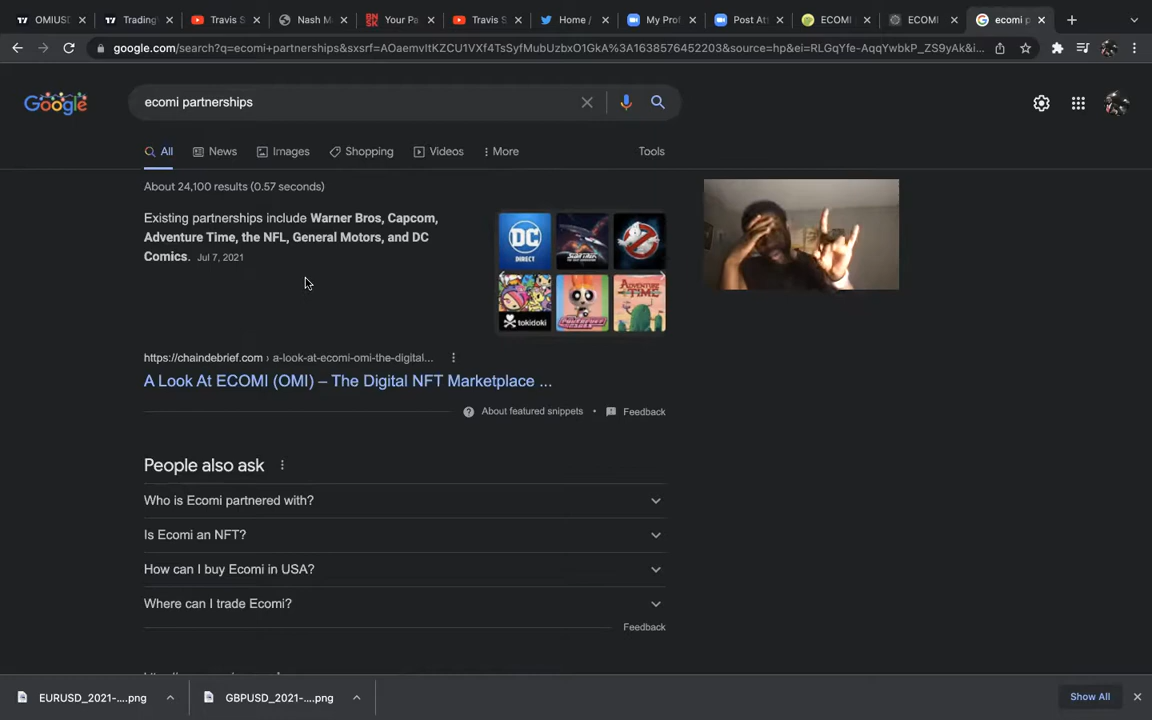 OMIUS
Trading
Travis S
Nash M
Your Pa
Travis S
Home /
My Prof
Post At
ECOMI
ECOMI
ecomi p
google.com/search?q=ecomi+partnerships&sxsrf=AOaemvItKZCU1VXf4TsSyfMubUzbxO1GkA%3A1638576452203&source=hp&ei=RLGqYfe-AqqYwbkP_ZS9yAk&i...
Google
ecomi partnerships
All
News
Images
Shopping
Videos
More
Tools
About 24,100 results (0.57 seconds)
Existing partnerships include Warner Bros, Capcom,
Adventure Time, the NFL, General Motors, and DC
Comics. Jul 7, 2021
DC
DIRECT
STAR TREK
tokidoki
ADVENTURE
TIME
https://chaindebrief.com › a-look-at-ecomi-omi-the-digital...
A Look At ECOMI (OMI) – The Digital NFT Marketplace ...
About featured snippets • Feedback
People also ask
Who is Ecomi partnered with?
Is Ecomi an NFT?
How can I buy Ecomi in USA?
Where can I trade Ecomi?
Feedback
EURUSD_2021-....png
GBPUSD_2021-....png
Show All